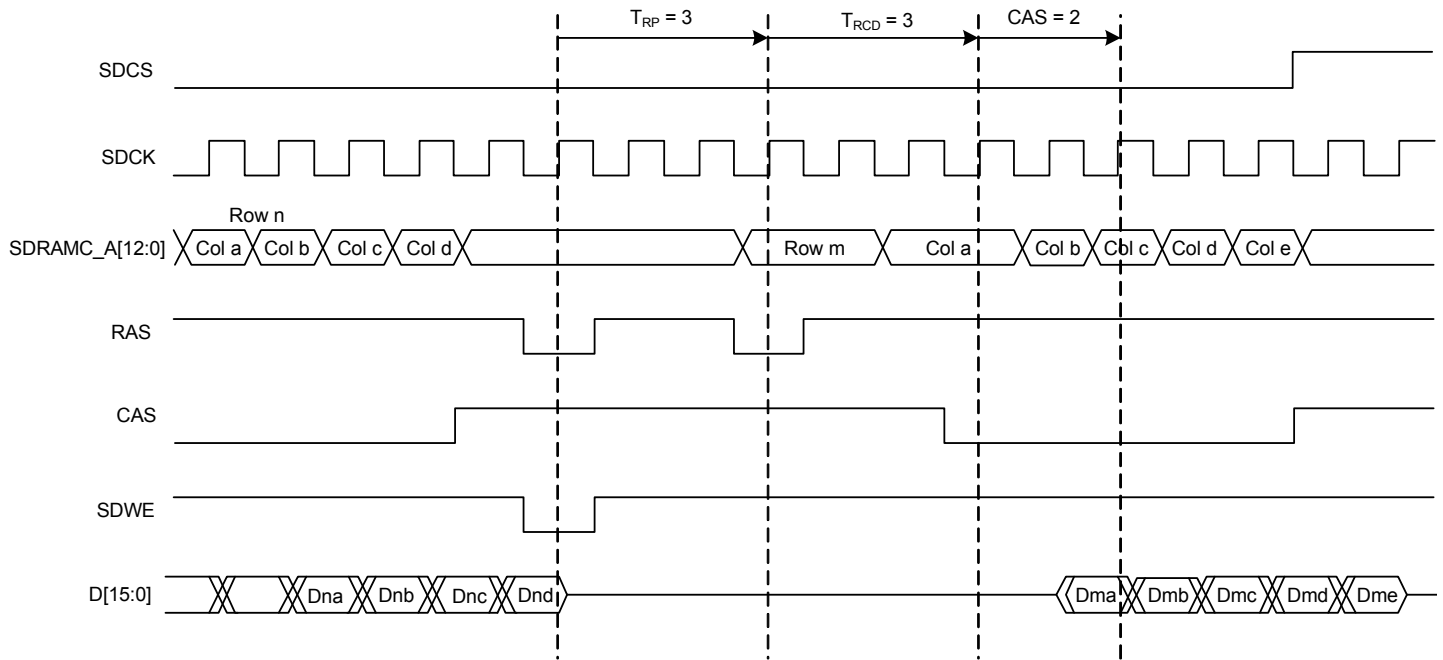 T_RP = 3 T_RCD = 3 CAS = 2
SDCS
SDCK
Row n
SDRAMC_A[12:0] Col a Col b Col c Col d Row m Col a Col b Col c Col d Col e
RAS
CAS
SDWE
D[15:0] Dna Dnb Dnc Dnd Dma Dmb Dmc Dmd Dme